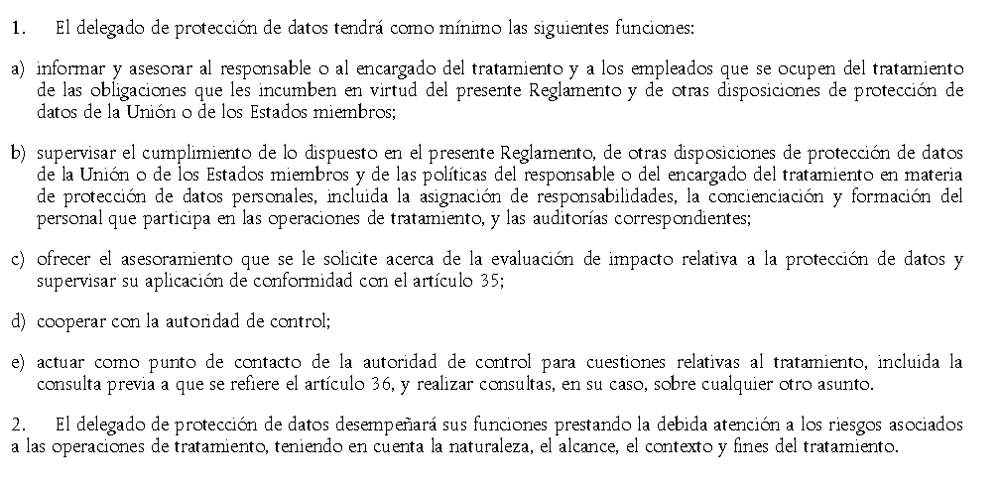 1. El delegado de protección de datos tendrá como mínimo las siguientes funciones:
a) informar y asesorar al responsable o al encargado del tratamiento y a los empleados que se ocupen del tratamiento
de las obligaciones que les incumben en virtud del presente Reglamento y de otras disposiciones de protección de
datos de la Unión o de los Estados miembros;
b) supervisar el cumplimiento de lo dispuesto en el presente Reglamento, de otras disposiciones de protección de datos
de la Unión o de los Estados miembros y de las políticas del responsable o del encargado del tratamiento en materia
de protección de datos personales, incluida la asignación de responsabilidades, la concienciación y formación del
personal que participa en las operaciones de tratamiento, y las auditorías correspondientes;
c) ofrecer el asesoramiento que se le solicite acerca de la evaluación de impacto relativa a la protección de datos y
supervisar su aplicación de conformidad con el artículo 35;
d) cooperar con la autoridad de control;
e) actuar como punto de contacto de la autoridad de control para cuestiones relativas al tratamiento, incluida la
consulta previa a que se refiere el artículo 36, y realizar consultas, en su caso, sobre cualquier otro asunto.
2. El delegado de protección de datos desempeñará sus funciones prestando la debida atención a los riesgos asociados
a las operaciones de tratamiento, teniendo en cuenta la naturaleza, el alcance, el contexto y fines del tratamiento.